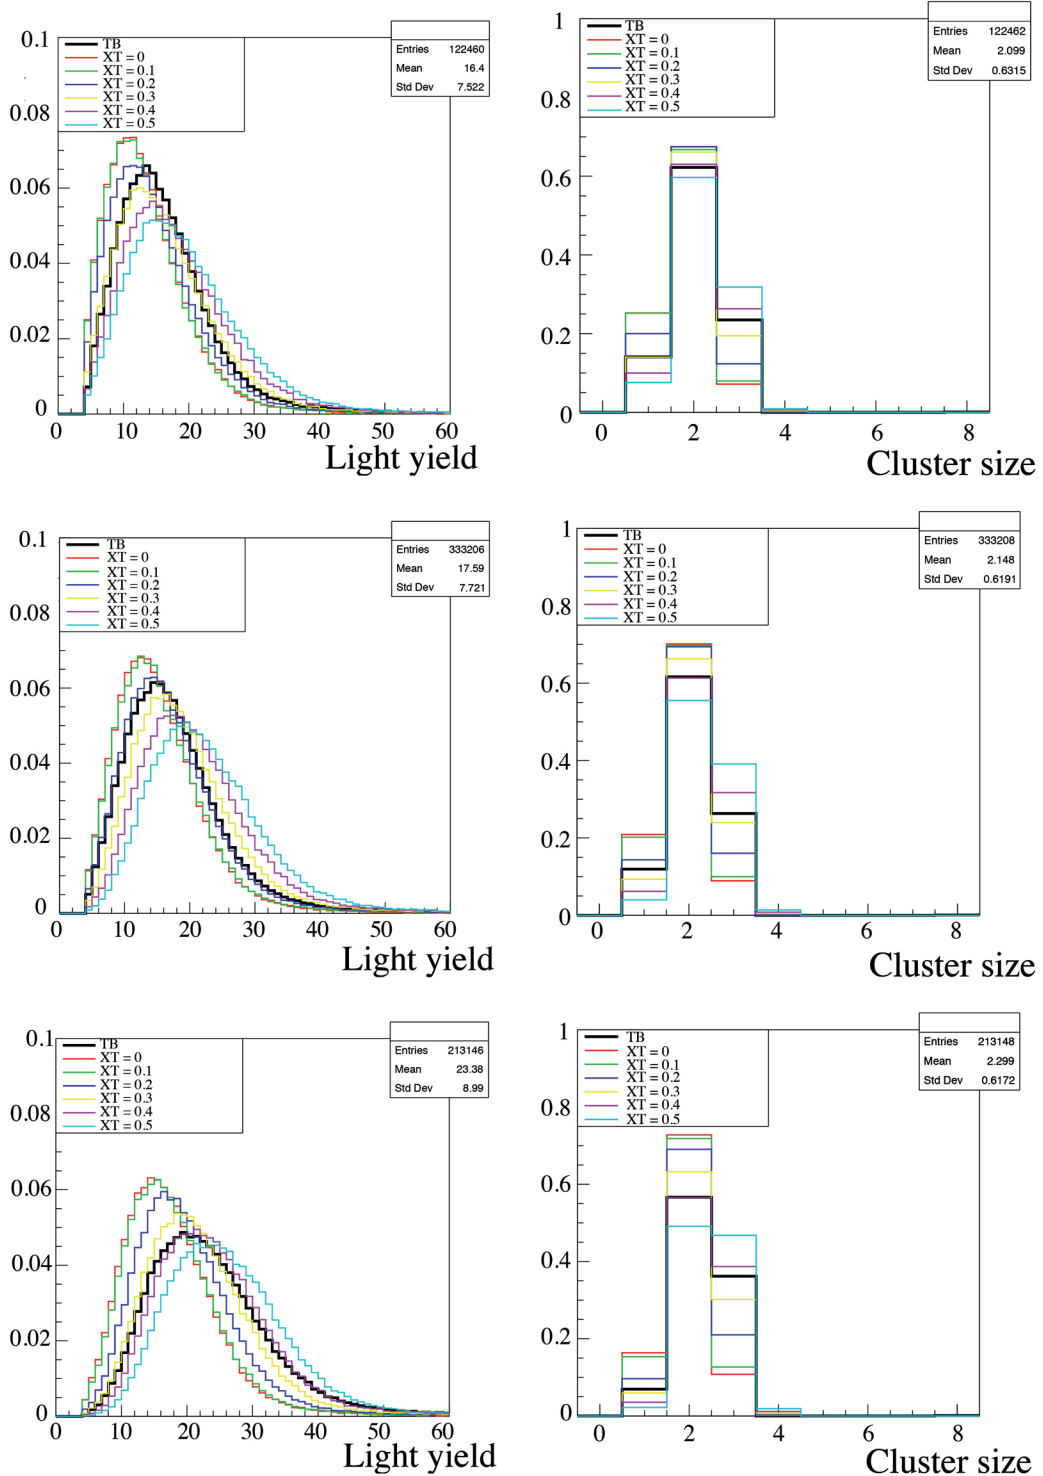 0.1
0.08
0.06
0.04
0.02
0
TB
XT = 0
XT = 0.1
XT = 0.2
XT = 0.3
XT = 0.4
XT = 0.5
Entries 122460
Mean 16.4
Std Dev 7.522
0 10 20 30 40 50 60
Light yield
1
0.8
0.6
0.4
0.2
0
TB
XT = 0
XT = 0.1
XT = 0.2
XT = 0.3
XT = 0.4
XT = 0.5
Entries 122462
Mean 2.099
Std Dev 0.6315
0 2 4 6 8
Cluster size
0.1
0.08
0.06
0.04
0.02
0
TB
XT = 0
XT = 0.1
XT = 0.2
XT = 0.3
XT = 0.4
XT = 0.5
Entries 333206
Mean 17.59
Std Dev 7.721
0 10 20 30 40 50 60
Light yield
1
0.8
0.6
0.4
0.2
0
TB
XT = 0
XT = 0.1
XT = 0.2
XT = 0.3
XT = 0.4
XT = 0.5
Entries 333208
Mean 2.148
Std Dev 0.6191
0 2 4 6 8
Cluster size
0.1
0.08
0.06
0.04
0.02
0
TB
XT = 0
XT = 0.1
XT = 0.2
XT = 0.3
XT = 0.4
XT = 0.5
Entries 213146
Mean 23.38
Std Dev 8.99
0 10 20 30 40 50 60
Light yield
1
0.8
0.6
0.4
0.2
0
TB
XT = 0
XT = 0.1
XT = 0.2
XT = 0.3
XT = 0.4
XT = 0.5
Entries 213148
Mean 2.299
Std Dev 0.6172
0 2 4 6 8
Cluster size